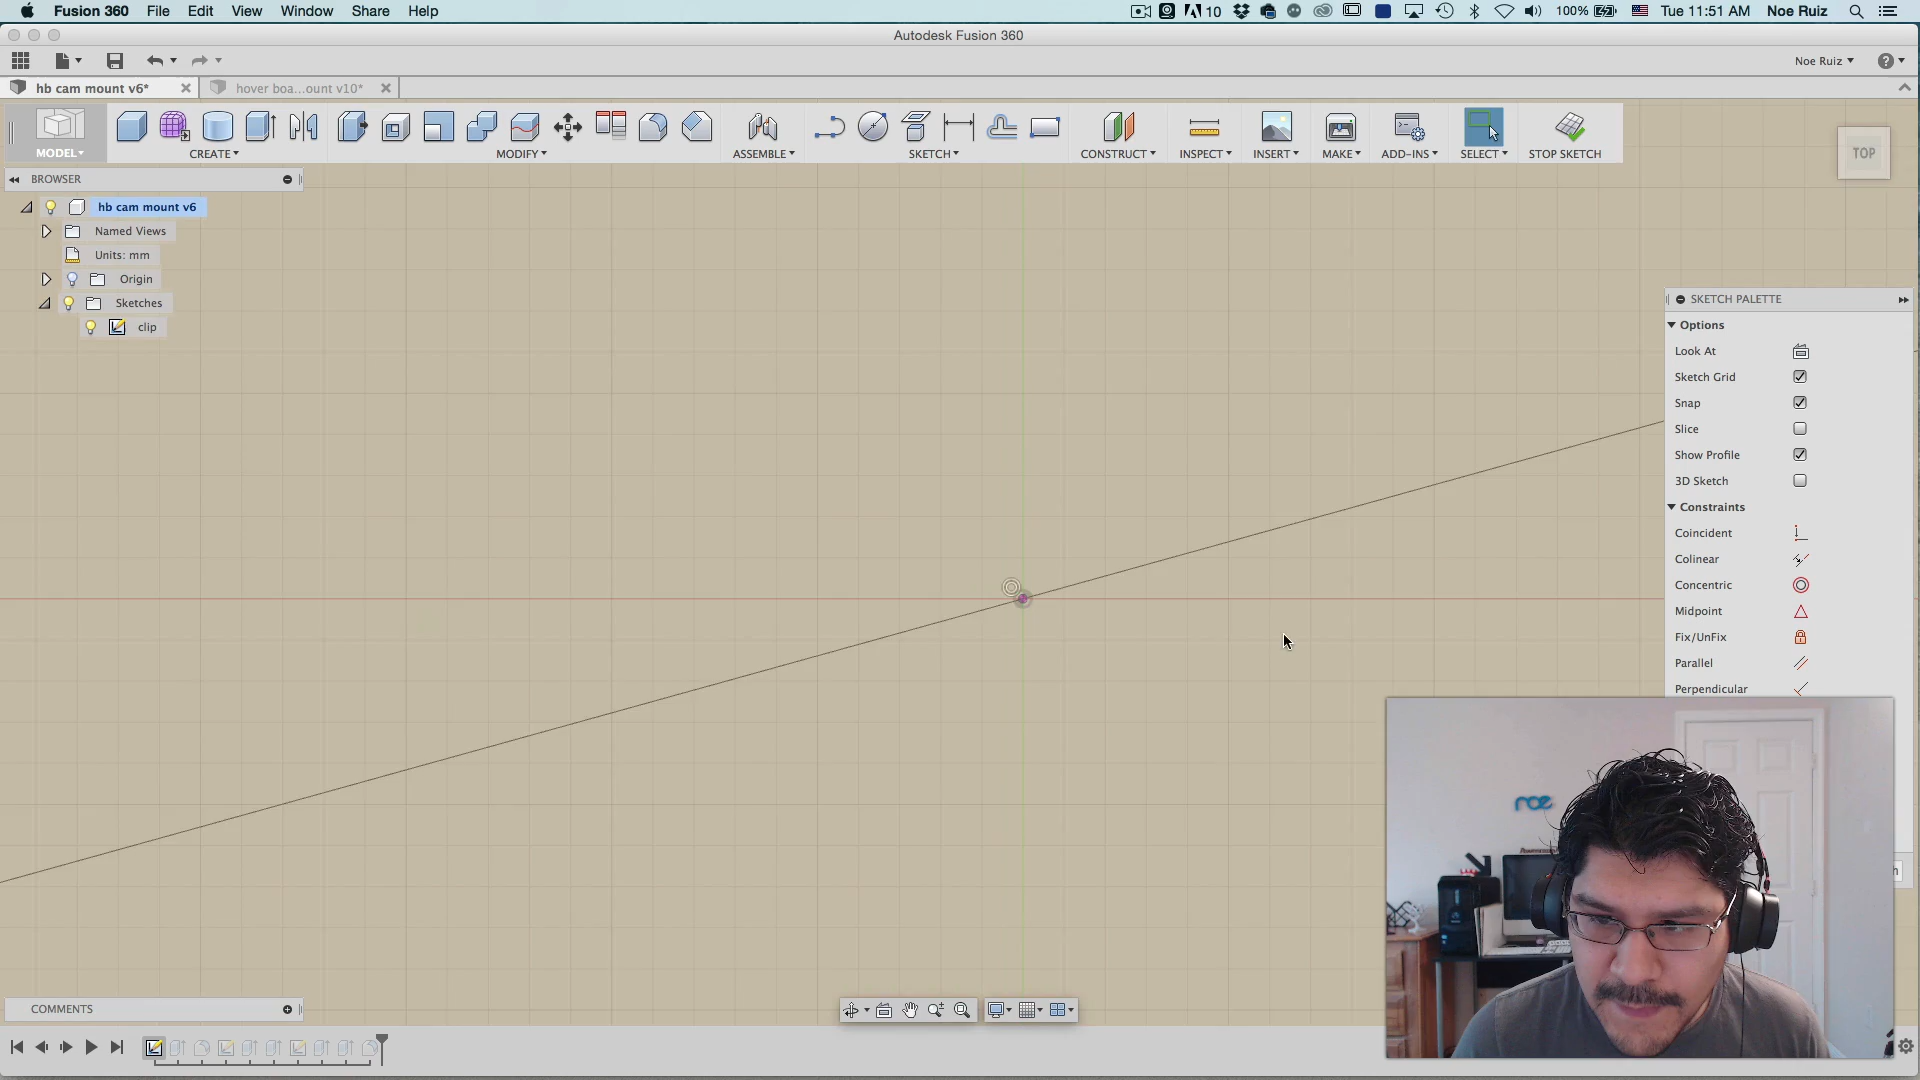 Fusion 360 File Edit View Window Share Help
10 100% Tue 11:51 AM Noe Ruiz
Autodesk Fusion 360
Noe Ruiz
hb cam mount v6*
hover boa...ount v10*
MODEL
CREATE
MODIFY
ASSEMBLE
SKETCH
CONSTRUCT
INSPECT
INSERT
MAKE
ADD-INS
SELECT
STOP SKETCH
TOP
BROWSER
hb cam mount v6
Named Views
Units: mm
Origin
Sketches
clip
SKETCH PALETTE
Options
Look At
Sketch Grid
Snap
Slice
Show Profile
3D Sketch
Constraints
Coincident
Colinear
Concentric
Midpoint
Fix/UnFix
Parallel
Perpendicular
noe
COMMENTS